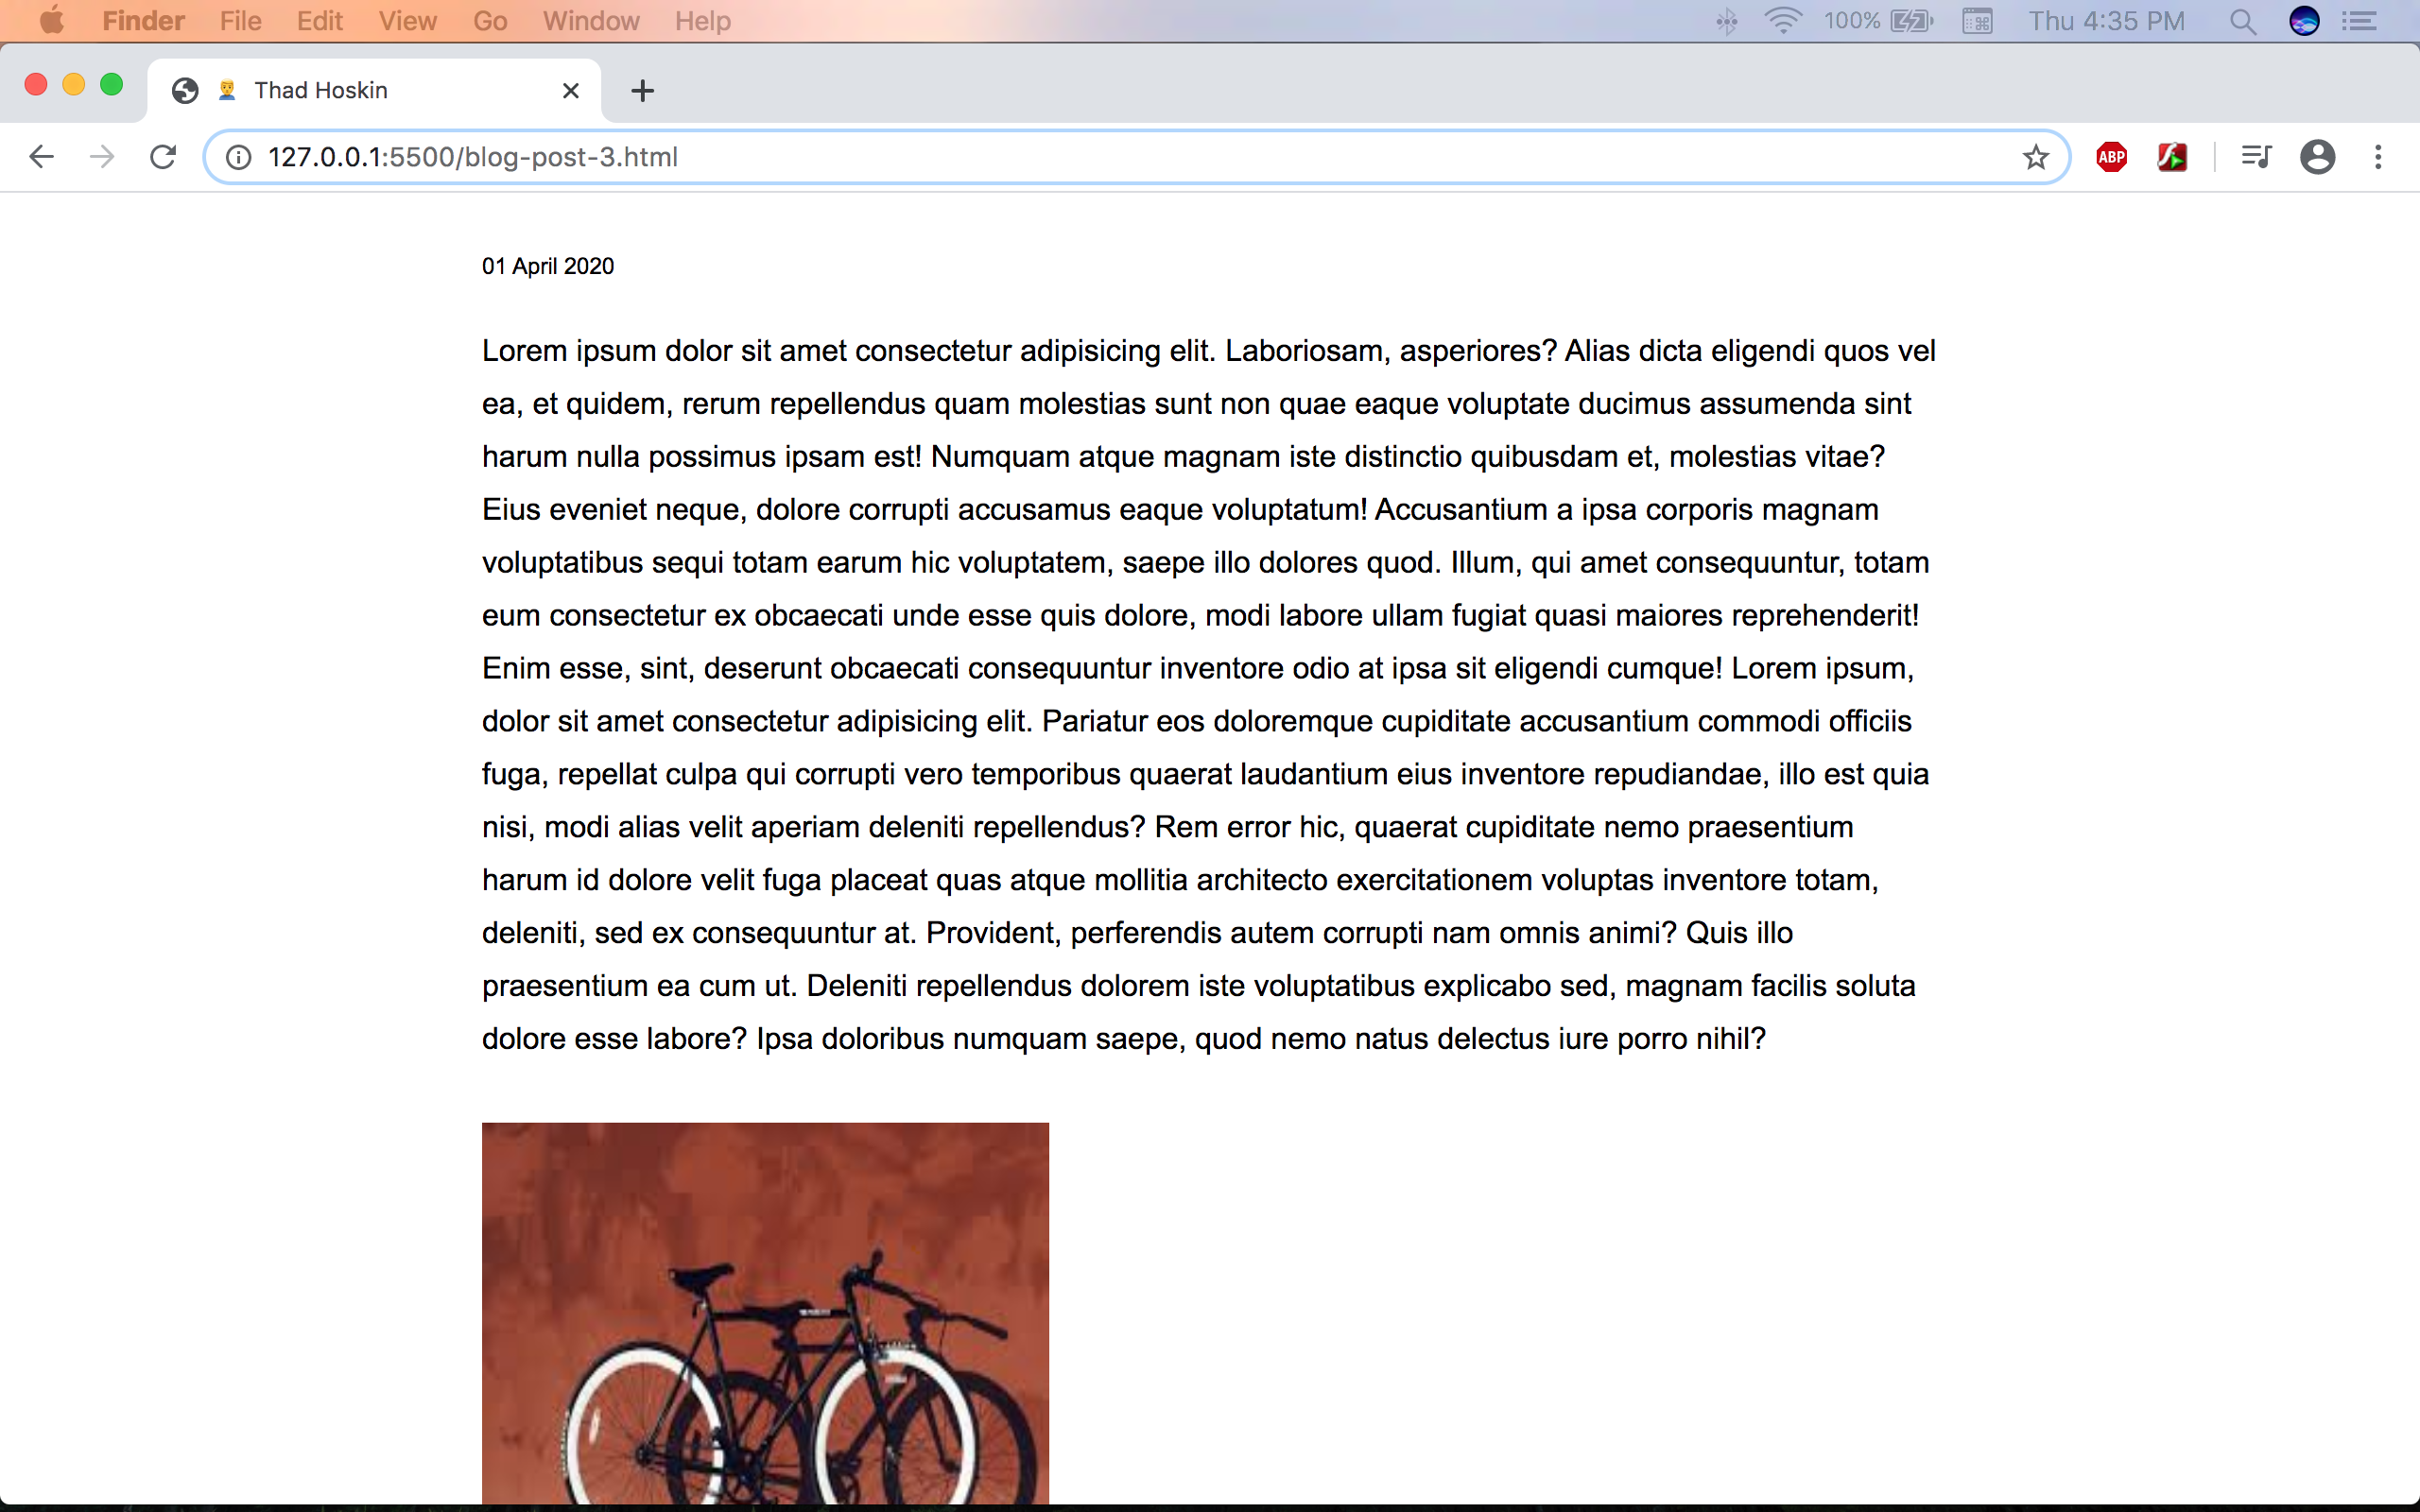 Finder File Edit View Go Window Help 100% Thu 4:35 PM
Thad Hoskin
127.0.0.1:5500/blog-post-3.html
ABP
01 April 2020
Lorem ipsum dolor sit amet consectetur adipisicing elit. Laboriosam, asperiores? Alias dicta eligendi quos vel
ea, et quidem, rerum repellendus quam molestias sunt non quae eaque voluptate ducimus assumenda sint
harum nulla possimus ipsam est! Numquam atque magnam iste distinctio quibusdam et, molestias vitae?
Eius eveniet neque, dolore corrupti accusamus eaque voluptatum! Accusantium a ipsa corporis magnam
voluptatibus sequi totam earum hic voluptatem, saepe illo dolores quod. Illum, qui amet consequuntur, totam
eum consectetur ex obcaecati unde esse quis dolore, modi labore ullam fugiat quasi maiores reprehenderit!
Enim esse, sint, deserunt obcaecati consequuntur inventore odio at ipsa sit eligendi cumque! Lorem ipsum,
dolor sit amet consectetur adipisicing elit. Pariatur eos doloremque cupiditate accusantium commodi officiis
fuga, repellat culpa qui corrupti vero temporibus quaerat laudantium eius inventore repudiandae, illo est quia
nisi, modi alias velit aperiam deleniti repellendus? Rem error hic, quaerat cupiditate nemo praesentium
harum id dolore velit fuga placeat quas atque mollitia architecto exercitationem voluptas inventore totam,
deleniti, sed ex consequuntur at. Provident, perferendis autem corrupti nam omnis animi? Quis illo
praesentium ea cum ut. Deleniti repellendus dolorem iste voluptatibus explicabo sed, magnam facilis soluta
dolore esse labore? Ipsa doloribus numquam saepe, quod nemo natus delectus iure porro nihil?